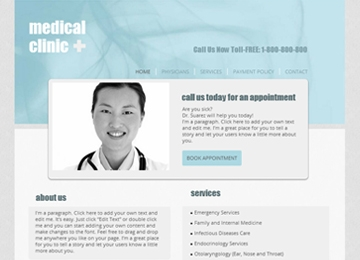 medical
clinic +
Call Us Now Toll-FREE: 1-800-800-800
HOME | PHYSICIANS | SERVICES | PAYMENT POLICY | CONTACT
call us today for an appointment
Are you sick?
Dr. Suarez will help you today!
I'm a paragraph. Click here to add your own text
and edit me. I'm a great place for you to tell a
story and let your users know a little more about
you.
BOOK APPOINTMENT
about us
I'm a paragraph. Click here to add your own text
and edit me. It's easy. Just click "Edit Text" or double click
me and you can start adding your own content and
make changes to the font. Feel free to drag and drop
me anywhere you like on your page. I'm a great place
for you to tell a story and let your users know a little
more about you.
services
• Emergency Services
• Family and Internal Medicine
• Infectious Diseases Care
• Endocrinology Services
• Otolaryngology (Ear, Nose and Throat)